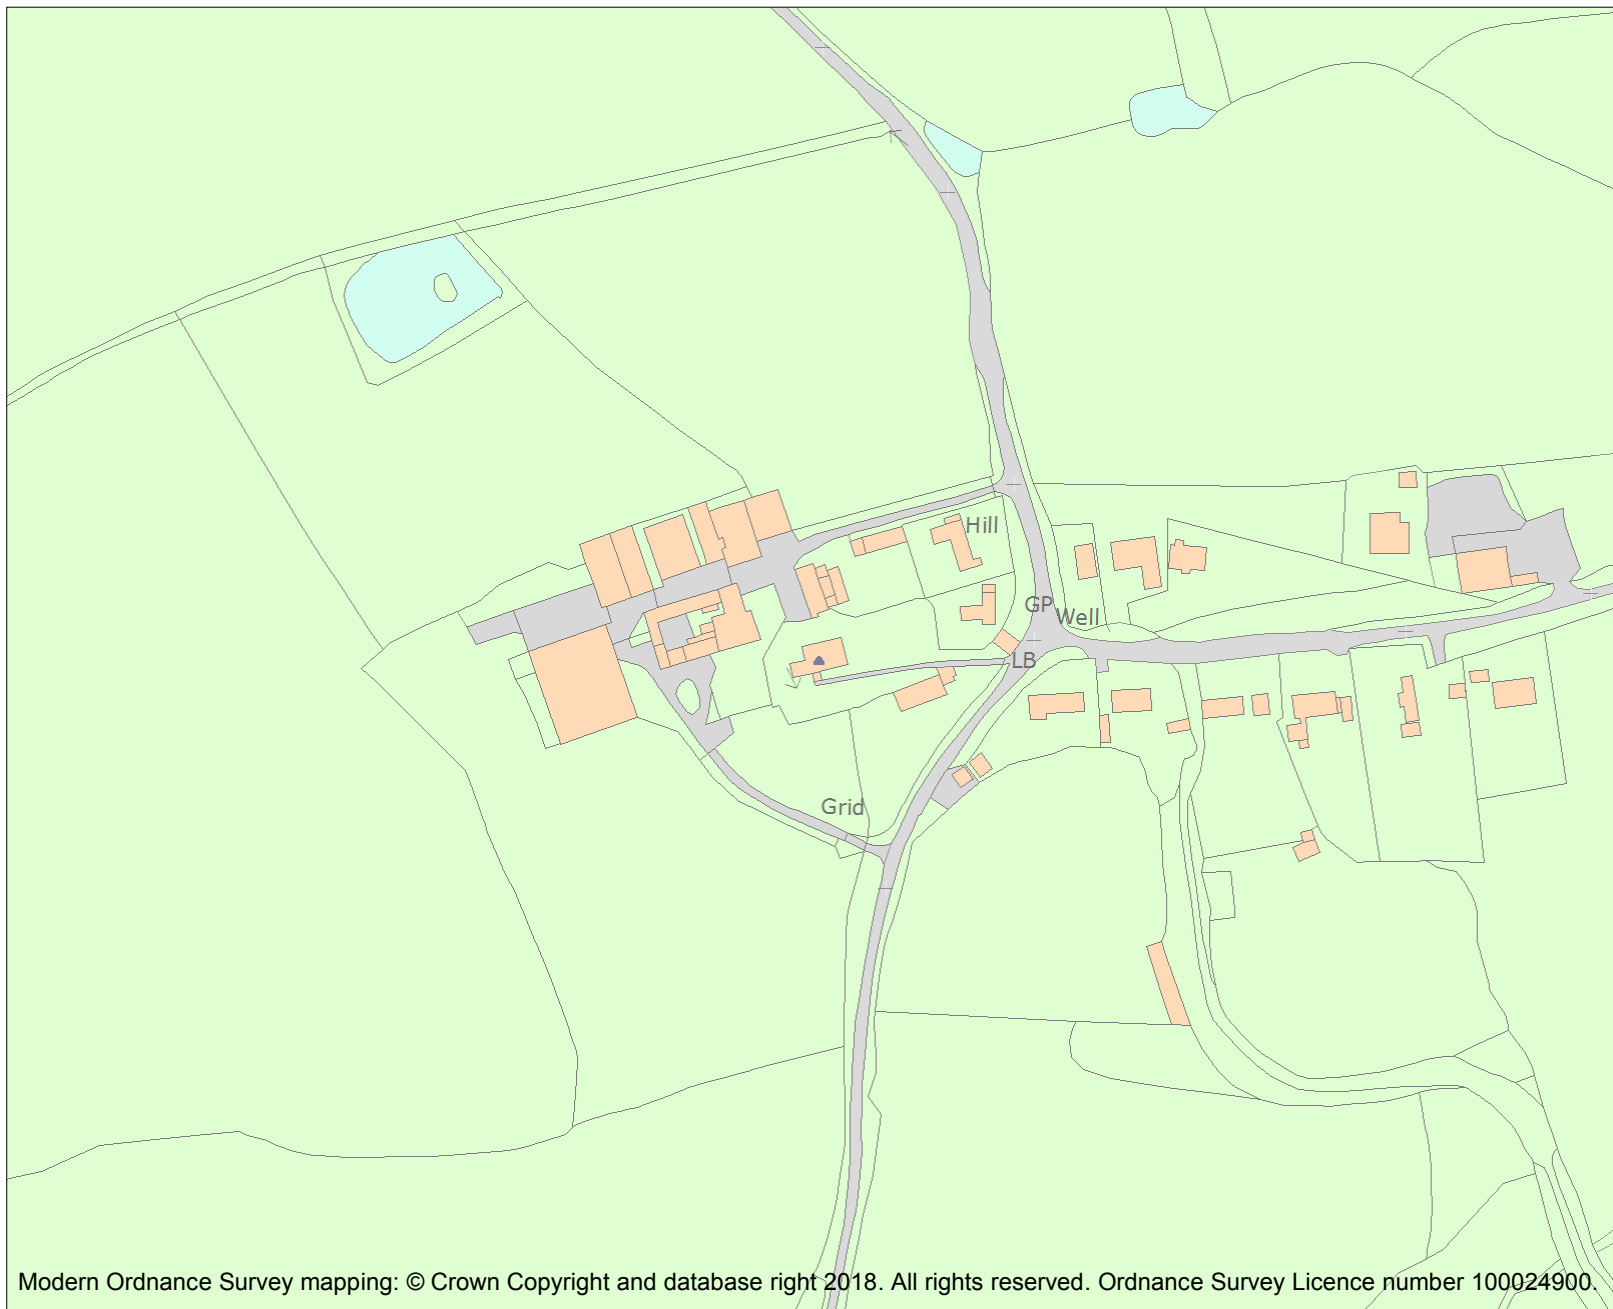 Hill
GP
Well
LB
Grid
Modern Ordnance Survey mapping: © Crown Copyright and database right 2018. All rights reserved. Ordnance Survey Licence number 100024900.